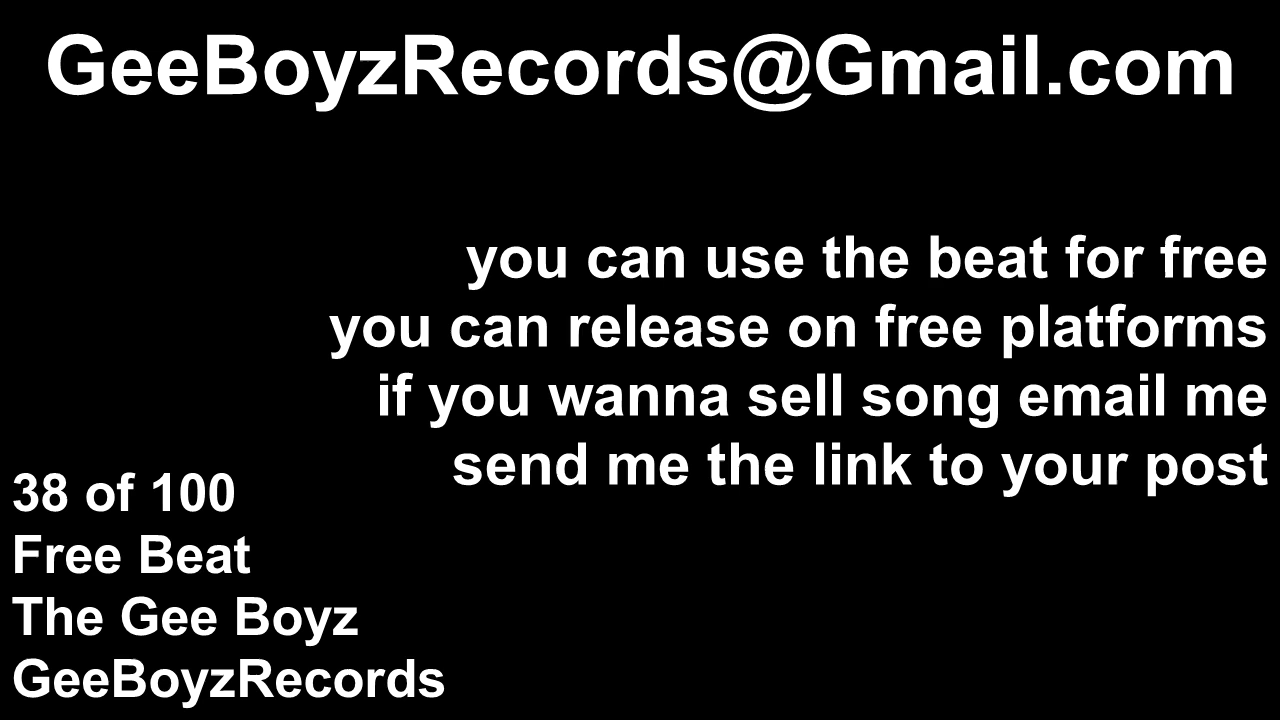 GeeBoyzRecords@Gmail.com
you can use the beat for free
you can release on free platforms
if you wanna sell song email me
send me the link to your post
38 of 100
Free Beat
The Gee Boyz
GeeBoyzRecords